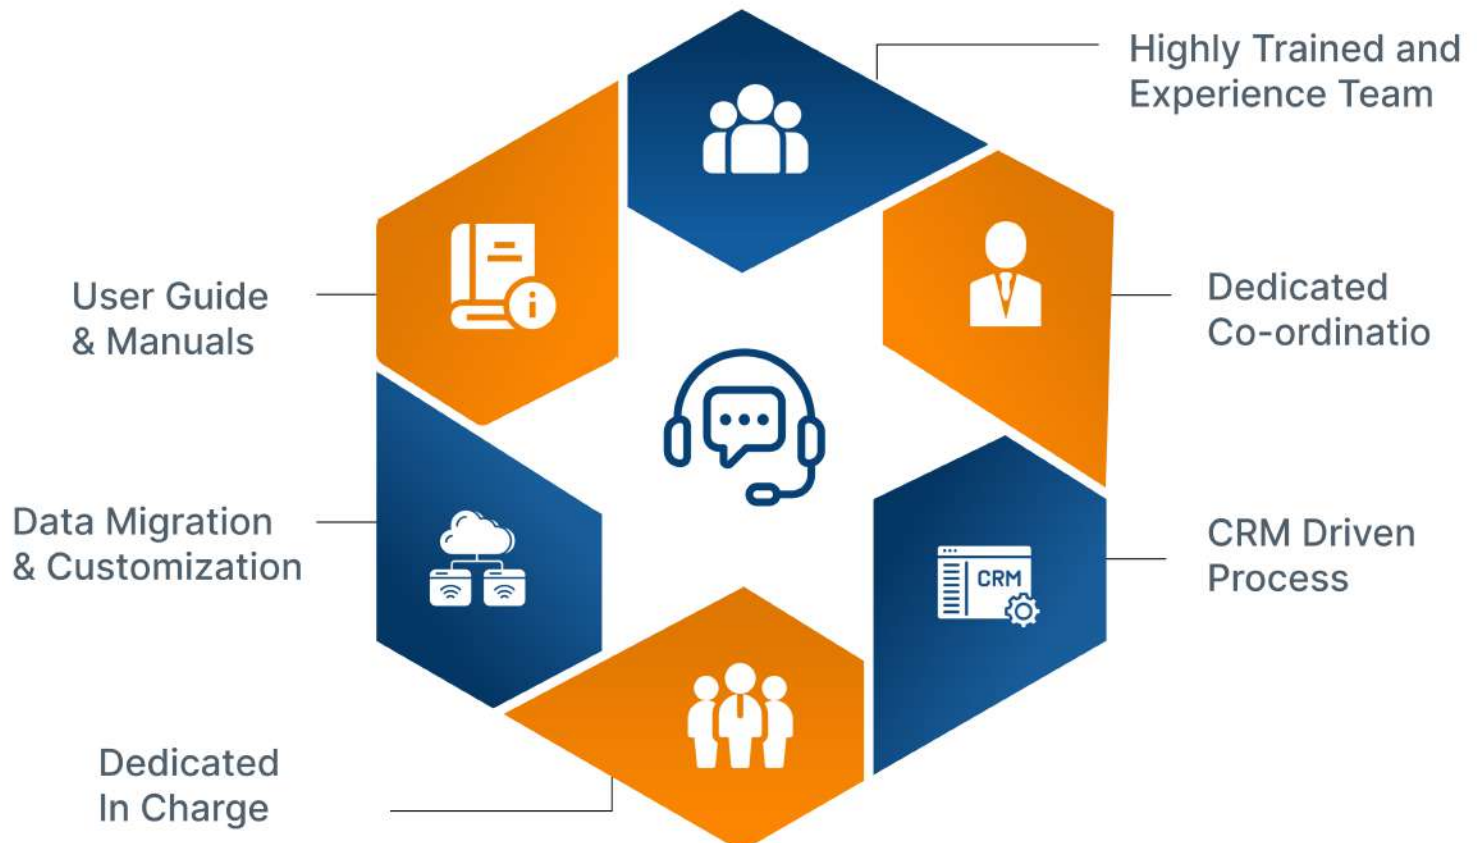 Highly Trained and
Experience Team
User Guide
& Manuals
Dedicated
Co-ordinatio
Data Migration
& Customization
CRM Driven
Process
CRM
Dedicated
In Charge